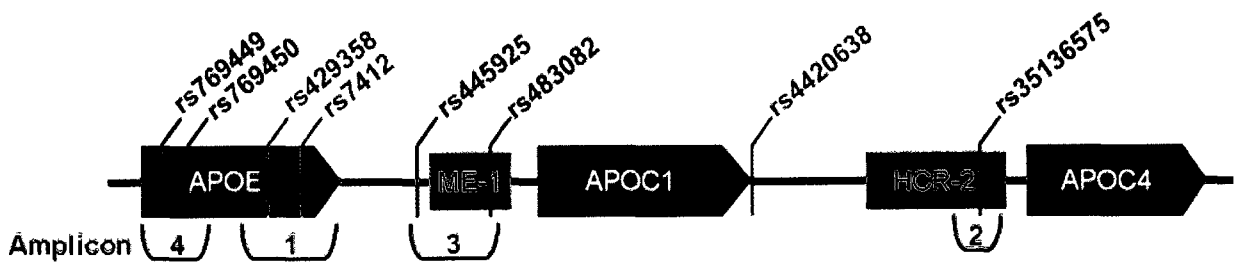 rs769449
rs769450
rs429358
rs7412
rs445925
rs483082
rs4420638
rs35136575
APOE
ME-1
APOC1
HCR-2
APOC4
Amplicon 4 1 3 2